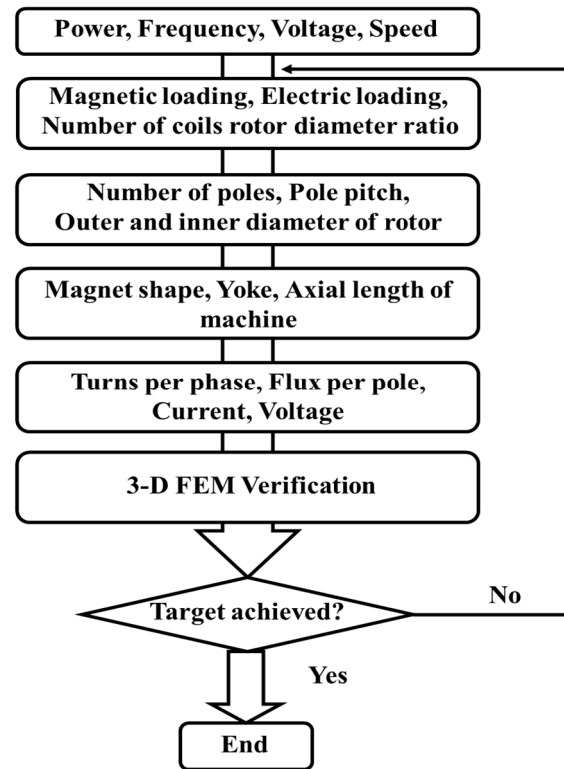 Power, Frequency, Voltage, Speed
Magnetic loading, Electric loading,
Number of coils rotor diameter ratio
Number of poles, Pole pitch,
Outer and inner diameter of rotor
Magnet shape, Yoke, Axial length of
machine
Turns per phase, Flux per pole,
Current, Voltage
3-D FEM Verification
Target achieved?
No
Yes
End